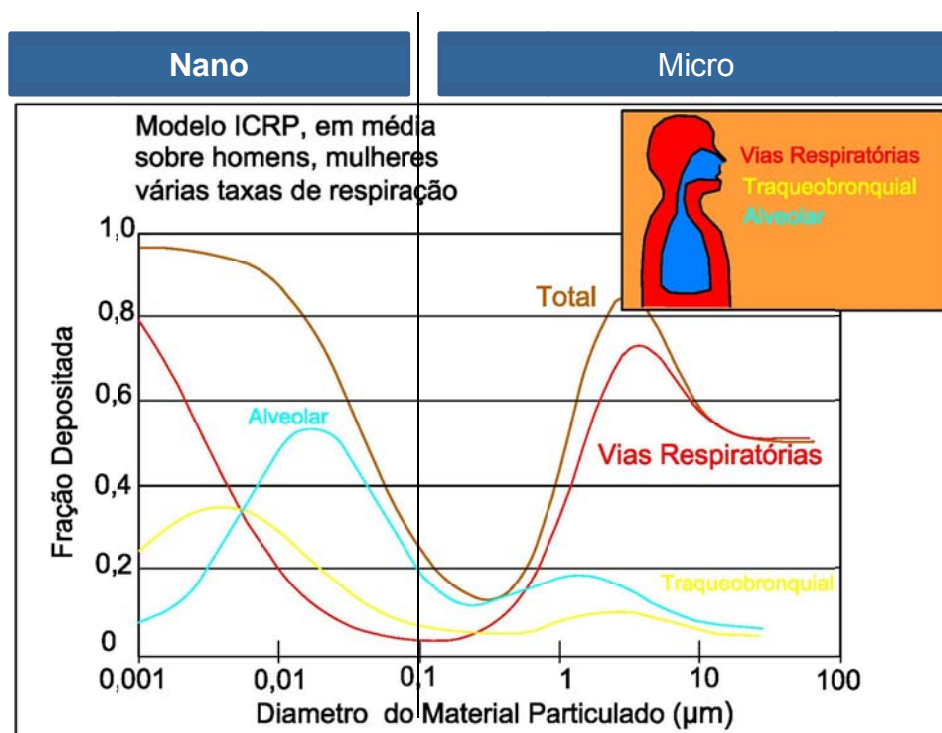 Nano
Micro
Modelo ICRP, em média
sobre homens, mulheres
várias taxas de respiração
Vias Respiratórias
Traqueobronquial
Alveolar
1,0
0,8
0,6
0,4
0,2
0
Fração Depositada
Total
Alveolar
Vias Respiratórias
Traqueobronquial
0,001
0,01
0,1
1
10
100
Diametro do Material Particulado (µm)